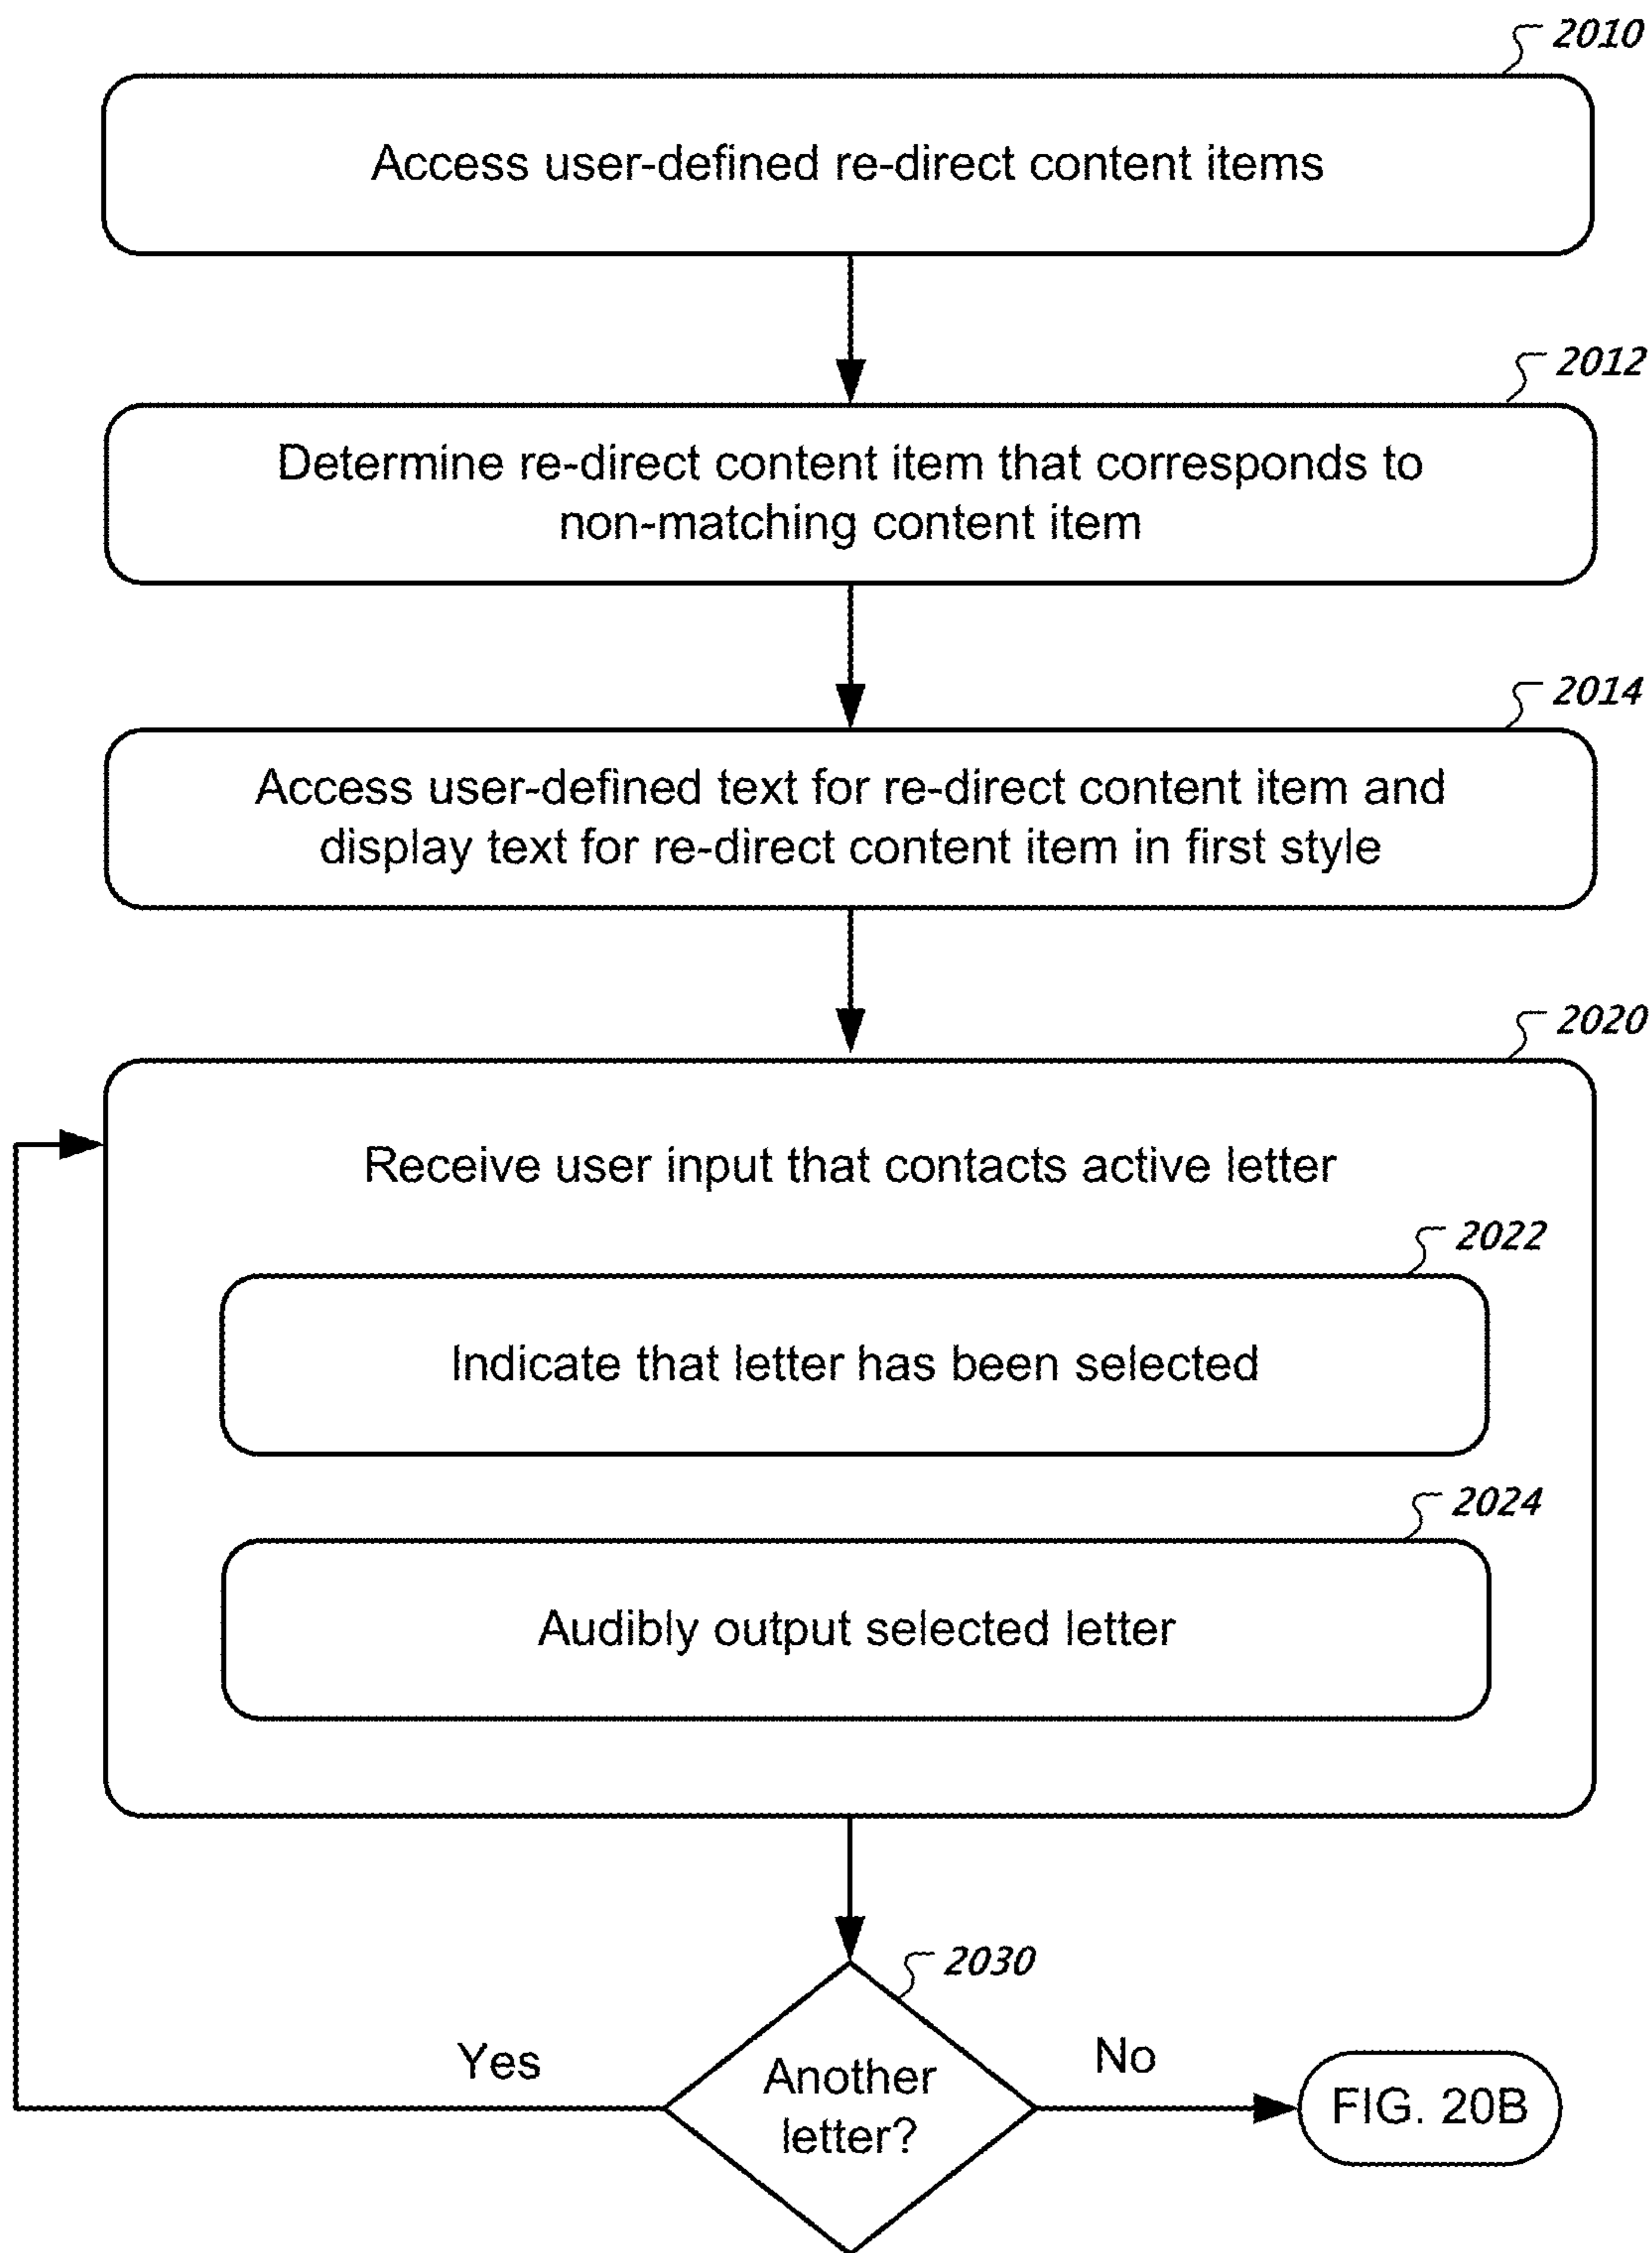 2010
Access user-defined re-direct content items
2012
Determine re-direct content item that corresponds to
non-matching content item
2014
Access user-defined text for re-direct content item and
display text for re-direct content item in first style
2020
Receive user input that contacts active letter
2022
Indicate that letter has been selected
2024
Audibly output selected letter
2030
Yes
Another
letter?
No
FIG. 20B